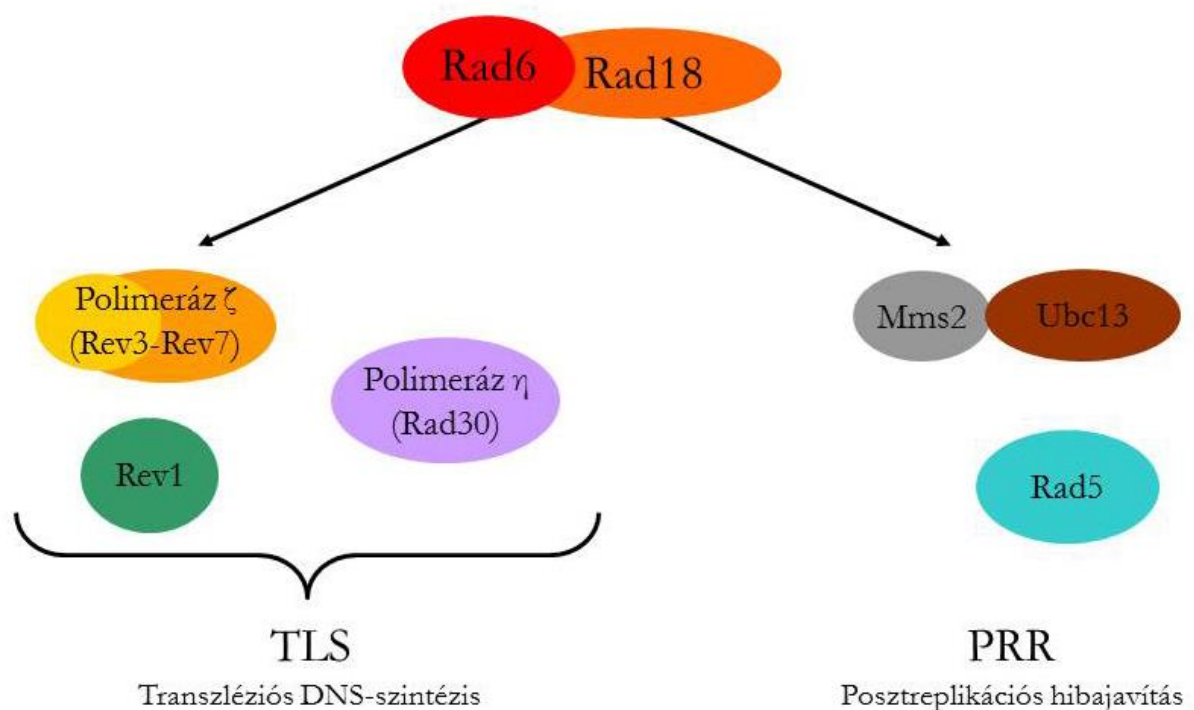 Rad6
Rad18
Polimeráz ζ
(Rev3-Rev7)
Polimeráz η
(Rad30)
Rev1
Mms2
Ubc13
Rad5
TLS
Transzléziós DNS-szintézis
PRR
Posztreplikációs hibajavítás